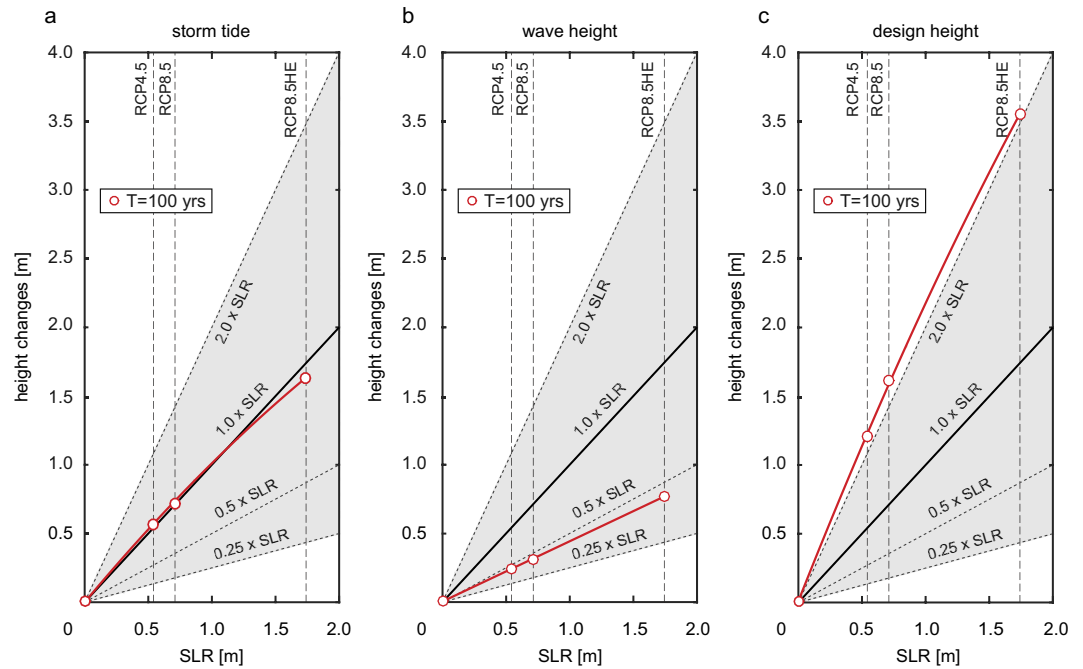 a
storm tide
4.0
3.5
3.0
2.5
2.0
1.5
1.0
0.5
height changes [m]
RCP4.5
RCP8.5
RCP8.5HE
T=100 yrs
2.0 x SLR
1.0 x SLR
0.5 x SLR
0.25 x SLR
0
0.5
1.0
1.5
2.0
SLR [m]
b
wave height
4.0
3.5
3.0
2.5
2.0
1.5
1.0
0.5
height changes [m]
RCP4.5
RCP8.5
RCP8.5HE
T=100 yrs
2.0 x SLR
1.0 x SLR
0.5 x SLR
0.25 x SLR
0
0.5
1.0
1.5
2.0
SLR [m]
c
design height
4.0
3.5
3.0
2.5
2.0
1.5
1.0
0.5
height changes [m]
RCP4.5
RCP8.5
RCP8.5HE
T=100 yrs
2.0 x SLR
1.0 x SLR
0.5 x SLR
0.25 x SLR
0
0.5
1.0
1.5
2.0
SLR [m]